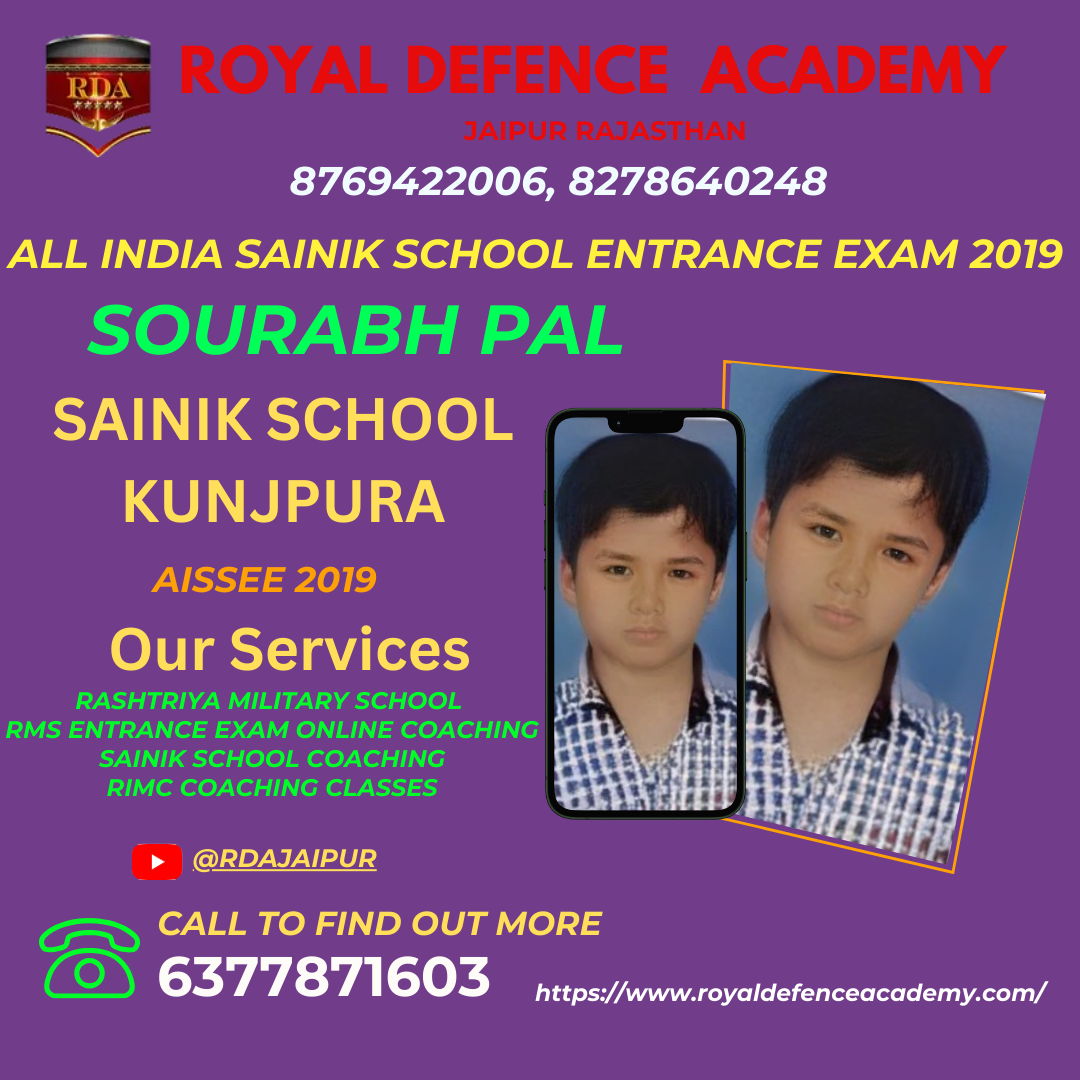 RDA
ROYAL DEFENCE ACADEMY
JAIPUR RAJASTHAN
8769422006, 8278640248
ALL INDIA SAINIK SCHOOL ENTRANCE EXAM 2019
SOURABH PAL
SAINIK SCHOOL
KUNJPURA
AISSEE 2019
Our Services
RASHTRIYA MILITARY SCHOOL
RMS ENTRANCE EXAM ONLINE COACHING
SAINIK SCHOOL COACHING
RIMC COACHING CLASSES
@RDAJAIPUR
CALL TO FIND OUT MORE
6377871603
https://www.royaldefenceacademy.com/